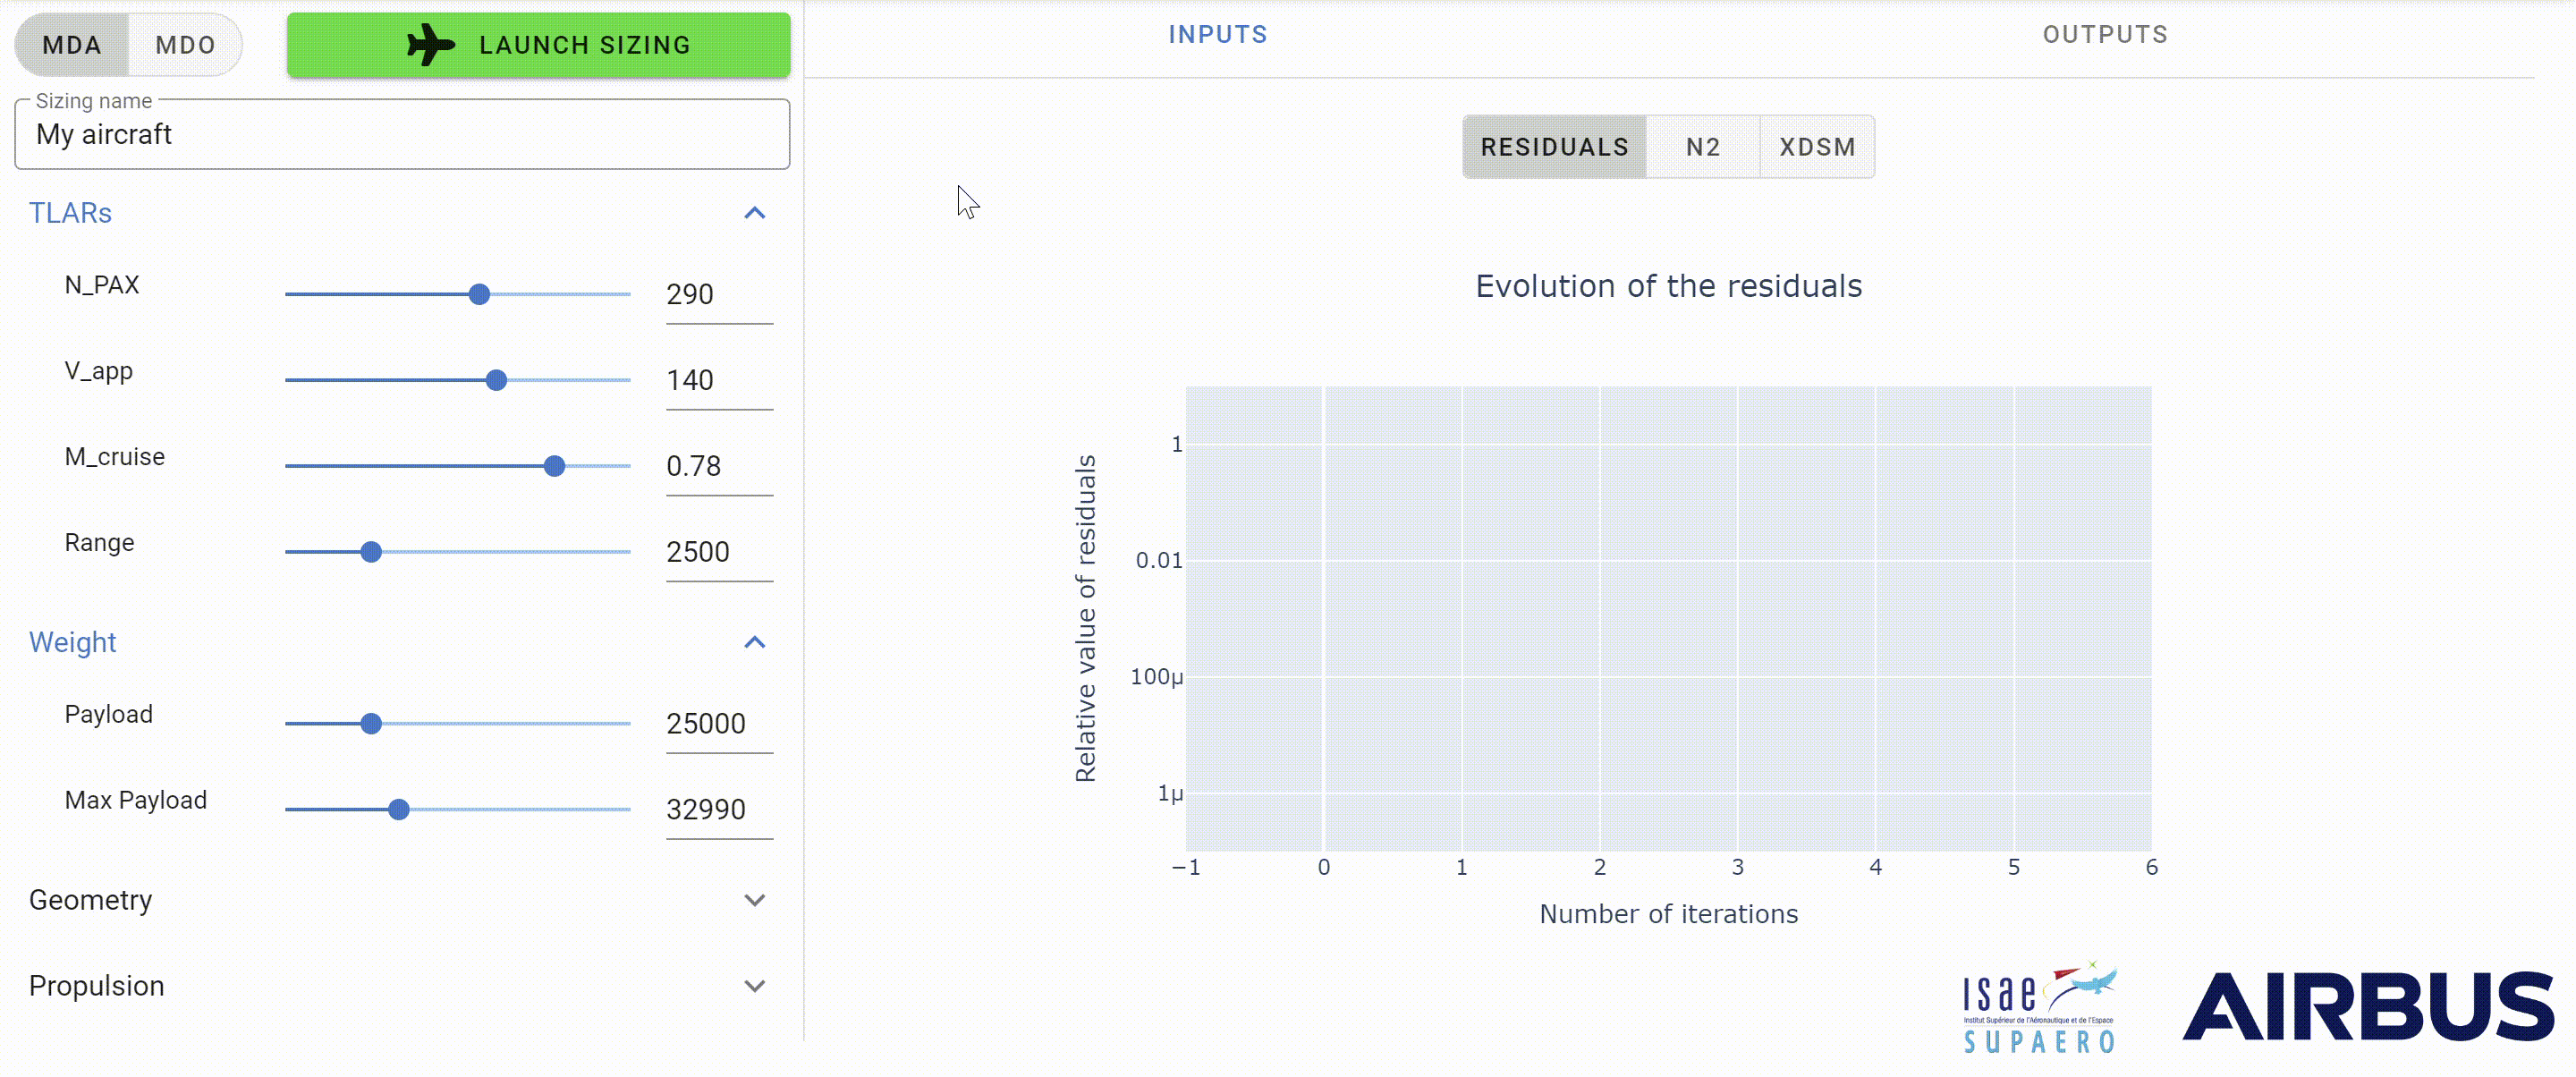 MDA
MDO
LAUNCH SIZING
Sizing name
My aircraft
TLARs
N_PAX
290
V_app
140
M_cruise
0.78
Range
2500
Weight
Payload
25000
Max Payload
32990
Geometry
Propulsion
INPUTS
OUTPUTS
RESIDUALS
N2
XDSM
Evolution of the residuals
Relative value of residuals
1
0.01
100μ
1μ
−1
0
1
2
3
4
5
6
Number of iterations
isae
Institut Supérieur de l'Aéronautique et de l'Espace
SUPAERO
AIRBUS